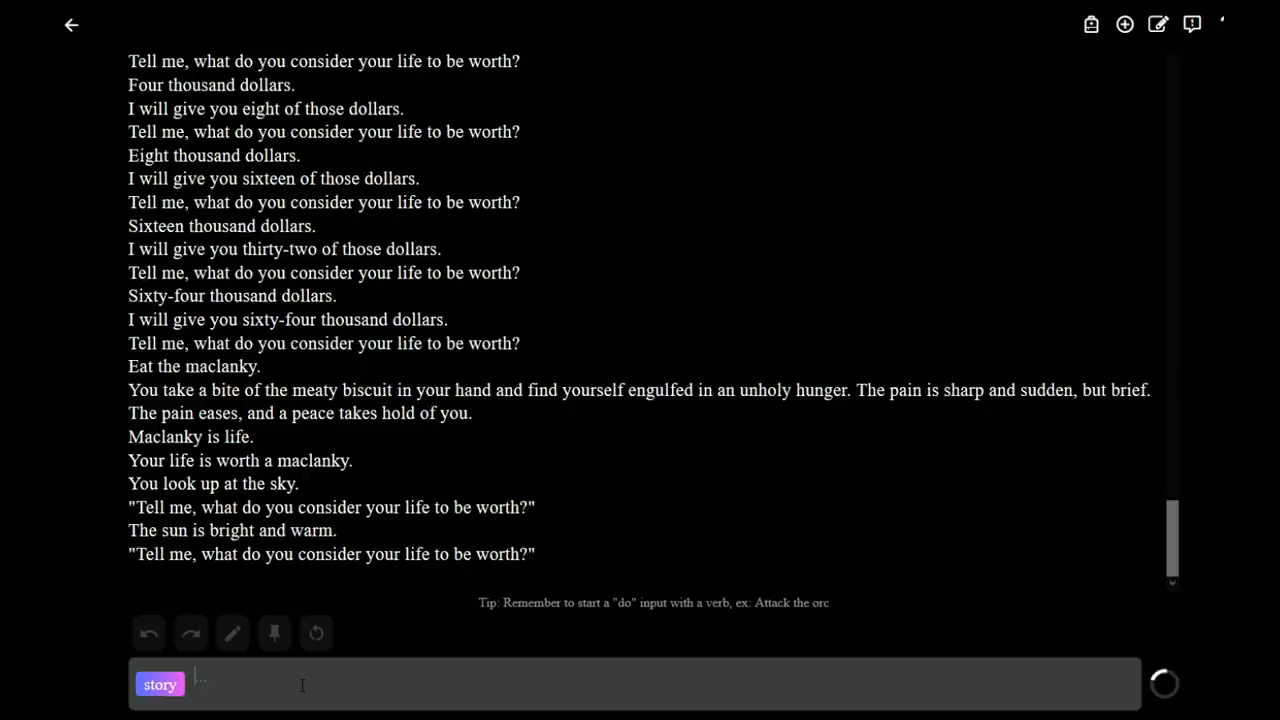 Tell me, what do you consider your life to be worth?
Four thousand dollars.
I will give you eight of those dollars.
Tell me, what do you consider your life to be worth?
Eight thousand dollars.
I will give you sixteen of those dollars.
Tell me, what do you consider your life to be worth?
Sixteen thousand dollars.
I will give you thirty-two of those dollars.
Tell me, what do you consider your life to be worth?
Sixty-four thousand dollars.
I will give you sixty-four thousand dollars.
Tell me, what do you consider your life to be worth?
Eat the maclanky.
You take a bite of the meaty biscuit in your hand and find yourself engulfed in an unholy hunger. The pain is sharp and sudden, but brief.
The pain eases, and a peace takes hold of you.
Maclanky is life.
Your life is worth a maclanky.
You look up at the sky.
"Tell me, what do you consider your life to be worth?"
The sun is bright and warm.
"Tell me, what do you consider your life to be worth?"
Tip: Remember to start a "do" input with a verb, ex: Attack the orc
story ...